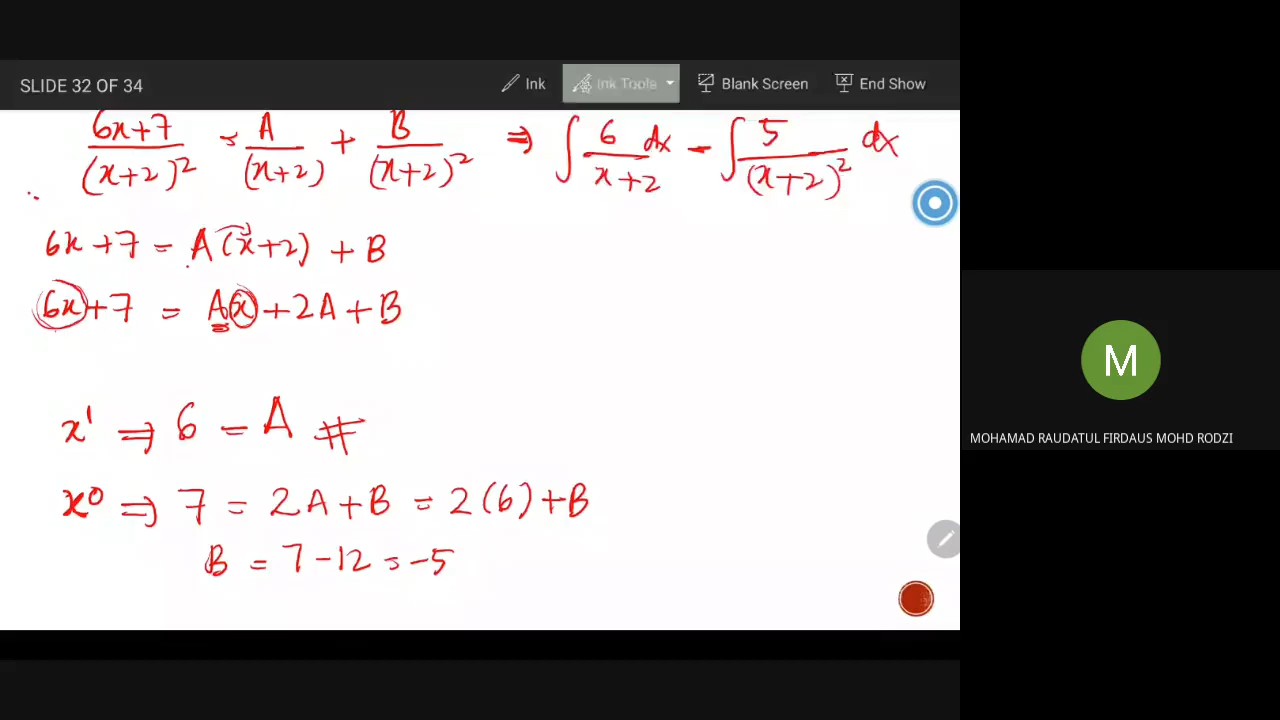 SLIDE 32 OF 34 Ink Ink Tools Blank Screen End Show
(6x+7)/(x+2)² = A/(x+2) + B/(x+2)² ⇒ ∫ 6/(x+2) dx - ∫ 5/(x+2)² dx
6x+7 = A(x+2) + B
6x+7 = Ax+2A+B
x¹ ⇒ 6 = A #
x⁰ ⇒ 7 = 2A+B = 2(6)+B
B = 7-12 = -5
M
MOHAMAD RAUDATUL FIRDAUS MOHD RODZI